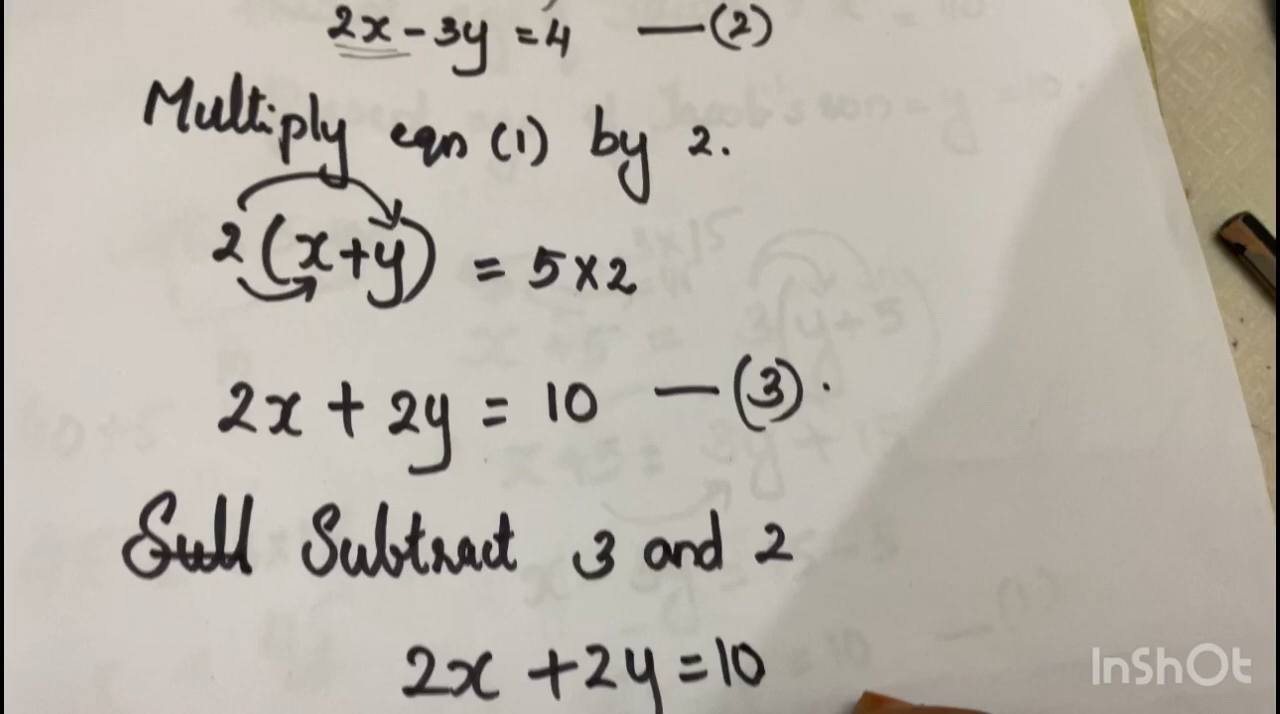 2x - 3y = 4 —(2)
Multiply eqn (1) by 2.
2(x+y) = 5×2
2x + 2y = 10 —(3).
Subtract 3 and 2
2x + 2y = 10
InShOt